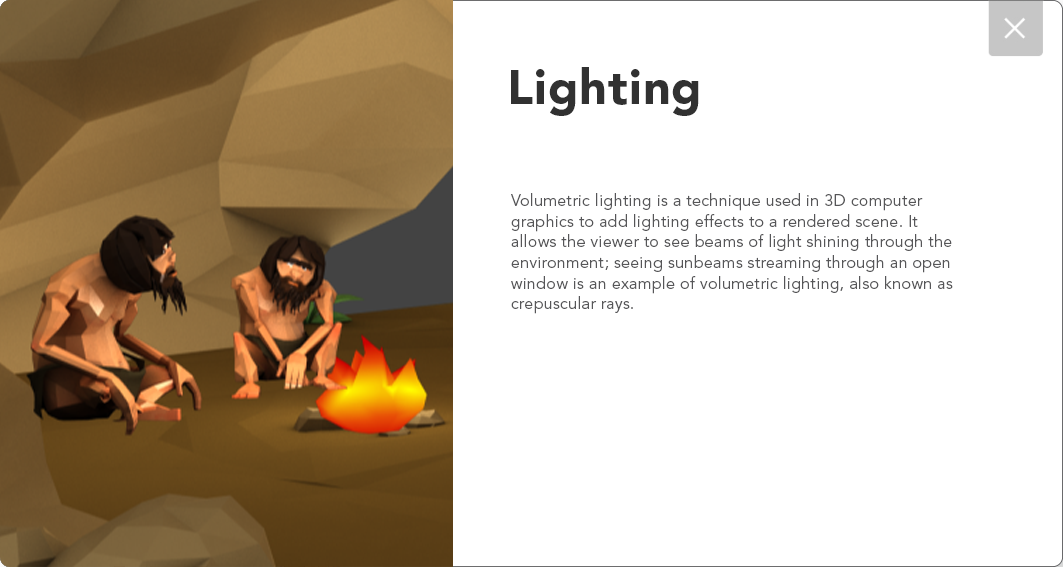 Lighting
Volumetric lighting is a technique used in 3D computer
graphics to add lighting effects to a rendered scene. It
allows the viewer to see beams of light shining through the
environment; seeing sunbeams streaming through an open
window is an example of volumetric lighting, also known as
crepuscular rays.